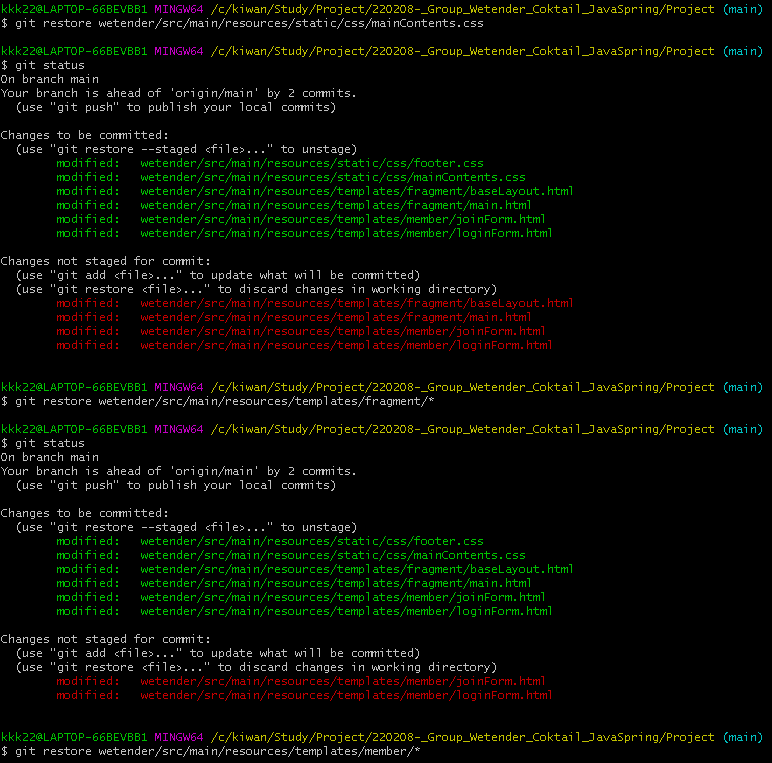 kkk22@LAPTOP-66BEVBB1 MINGW64 /c/kiwan/Study/Project/220208-_Group_Wetender_Coktail_JavaSpring/Project (main)
$ git restore wetender/src/main/resources/static/css/mainContents.css
kkk22@LAPTOP-66BEVBB1 MINGW64 /c/kiwan/Study/Project/220208-_Group_Wetender_Coktail_JavaSpring/Project (main)
$ git status
On branch main
Your branch is ahead of 'origin/main' by 2 commits.
  (use "git push" to publish your local commits)
Changes to be committed:
  (use "git restore --staged <file>..." to unstage)
        modified:   wetender/src/main/resources/static/css/footer.css
        modified:   wetender/src/main/resources/static/css/mainContents.css
        modified:   wetender/src/main/resources/templates/fragment/baseLayout.html
        modified:   wetender/src/main/resources/templates/fragment/main.html
        modified:   wetender/src/main/resources/templates/member/joinForm.html
        modified:   wetender/src/main/resources/templates/member/loginForm.html
Changes not staged for commit:
  (use "git add <file>..." to update what will be committed)
  (use "git restore <file>..." to discard changes in working directory)
        modified:   wetender/src/main/resources/templates/fragment/baseLayout.html
        modified:   wetender/src/main/resources/templates/fragment/main.html
        modified:   wetender/src/main/resources/templates/member/joinForm.html
        modified:   wetender/src/main/resources/templates/member/loginForm.html
kkk22@LAPTOP-66BEVBB1 MINGW64 /c/kiwan/Study/Project/220208-_Group_Wetender_Coktail_JavaSpring/Project (main)
$ git restore wetender/src/main/resources/templates/fragment/*
kkk22@LAPTOP-66BEVBB1 MINGW64 /c/kiwan/Study/Project/220208-_Group_Wetender_Coktail_JavaSpring/Project (main)
$ git status
On branch main
Your branch is ahead of 'origin/main' by 2 commits.
  (use "git push" to publish your local commits)
Changes to be committed:
  (use "git restore --staged <file>..." to unstage)
        modified:   wetender/src/main/resources/static/css/footer.css
        modified:   wetender/src/main/resources/static/css/mainContents.css
        modified:   wetender/src/main/resources/templates/fragment/baseLayout.html
        modified:   wetender/src/main/resources/templates/fragment/main.html
        modified:   wetender/src/main/resources/templates/member/joinForm.html
        modified:   wetender/src/main/resources/templates/member/loginForm.html
Changes not staged for commit:
  (use "git add <file>..." to update what will be committed)
  (use "git restore <file>..." to discard changes in working directory)
        modified:   wetender/src/main/resources/templates/member/joinForm.html
        modified:   wetender/src/main/resources/templates/member/loginForm.html
kkk22@LAPTOP-66BEVBB1 MINGW64 /c/kiwan/Study/Project/220208-_Group_Wetender_Coktail_JavaSpring/Project (main)
$ git restore wetender/src/main/resources/templates/member/*